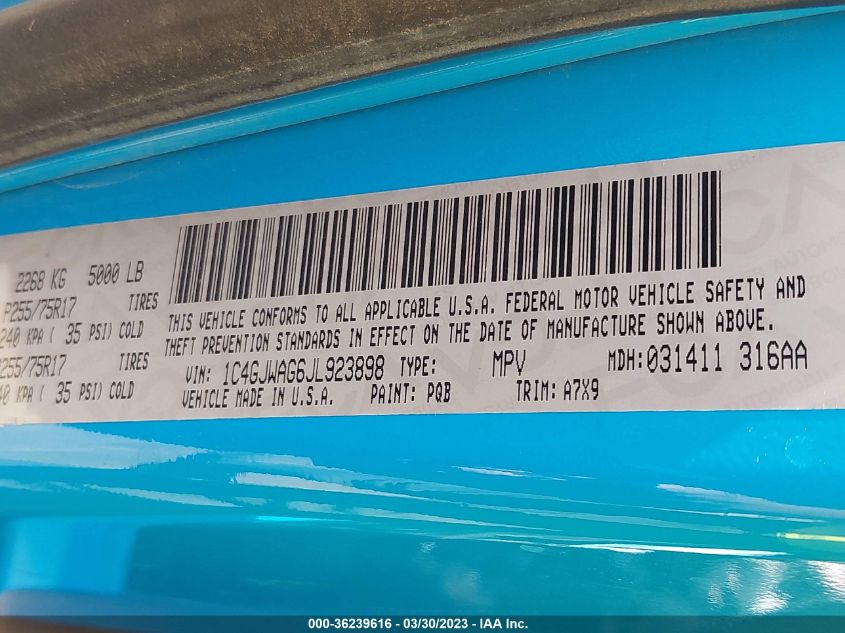 2268 KG 5000 LB
P255/75R17 TIRES
240 KPA ( 35 PSI) COLD
255/75R17 TIRES
40 KPA ( 35 PSI) COLD
THIS VEHICLE CONFORMS TO ALL APPLICABLE U.S.A. FEDERAL MOTOR VEHICLE SAFETY AND
THEFT PREVENTION STANDARDS IN EFFECT ON THE DATE OF MANUFACTURE SHOWN ABOVE.
VIN: 1C4GJWAG6JL923898 TYPE: MPV MDH:031411 316AA
VEHICLE MADE IN U.S.A. PAINT: PQB TRIM: A7X9
000-36239616 - 03/30/2023 - IAA Inc.